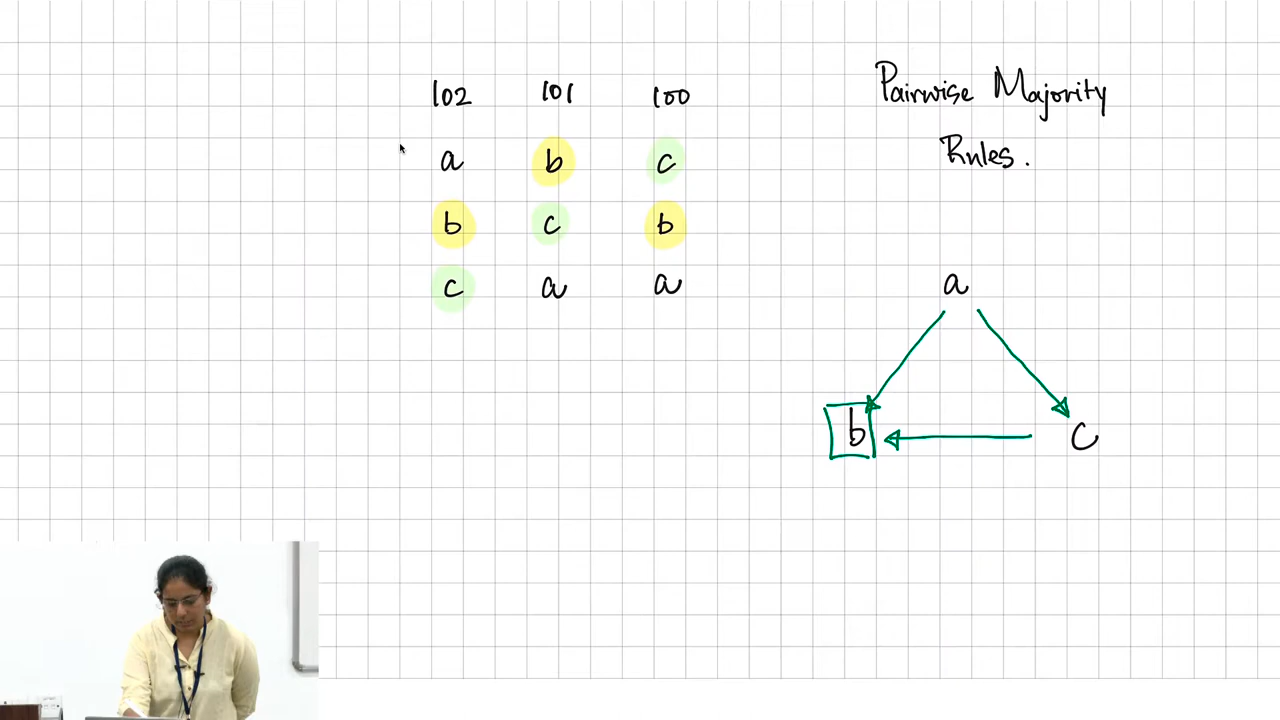 102 101 100
a b c
b c b
c a a
Pairwise Majority
Rules.
a
b c